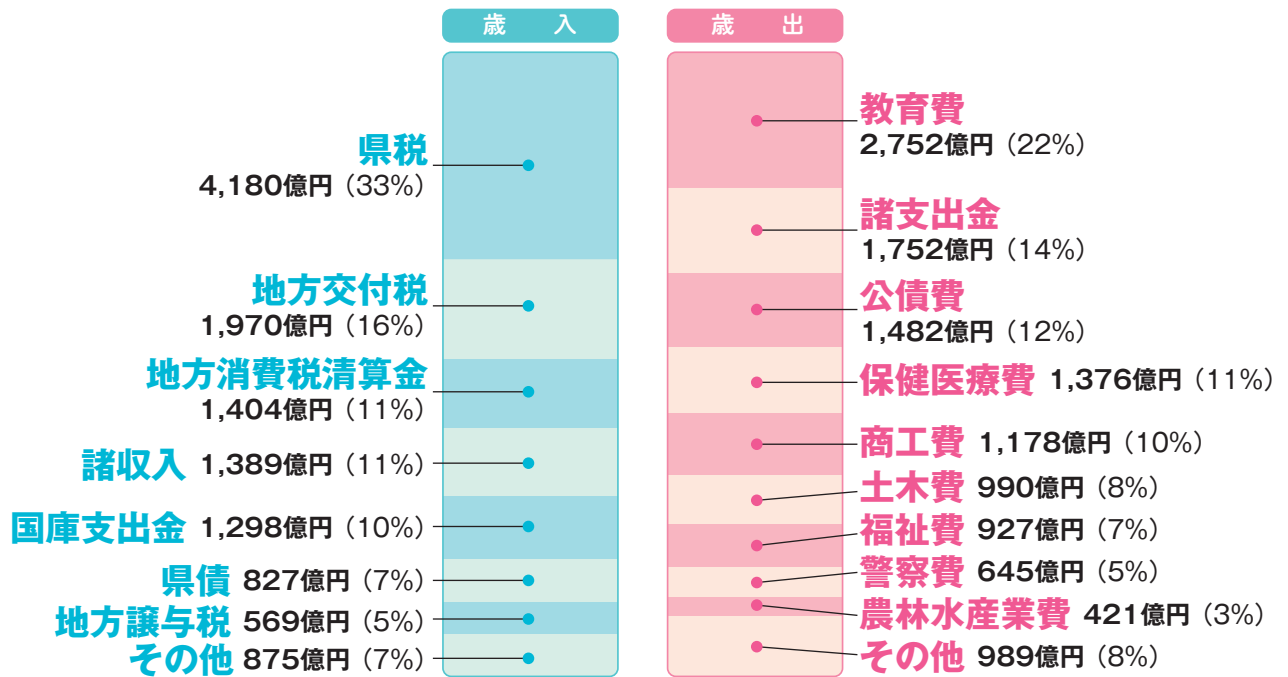 歳入
県税
4,180億円（33%）
地方交付税
1,970億円（16%）
地方消費税清算金
1,404億円（11%）
諸収入 1,389億円（11%）
国庫支出金 1,298億円（10%）
県債 827億円（7%）
地方譲与税 569億円（5%）
その他 875億円（7%）
歳出
教育費
2,752億円（22%）
諸支出金
1,752億円（14%）
公債費
1,482億円（12%）
保健医療費 1,376億円（11%）
商工費 1,178億円（10%）
土木費 990億円（8%）
福祉費 927億円（7%）
警察費 645億円（5%）
農林水産業費 421億円（3%）
その他 989億円（8%）